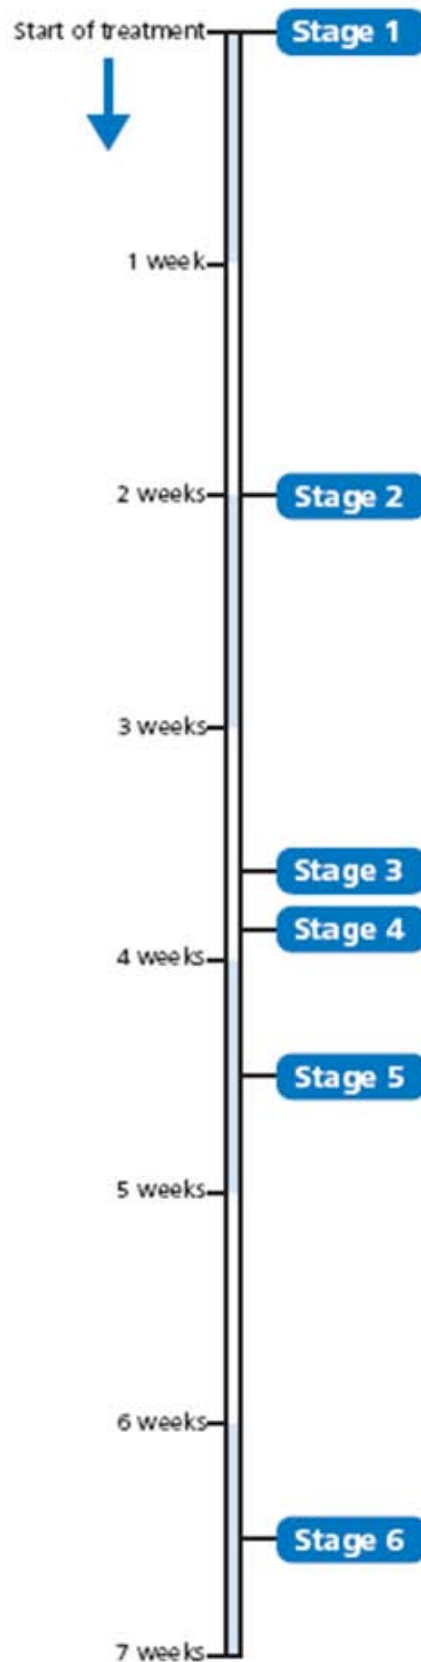 Start of treatment
Stage 1
1 week
2 weeks
Stage 2
3 weeks
Stage 3
Stage 4
4 weeks
Stage 5
5 weeks
6 weeks
Stage 6
7 weeks